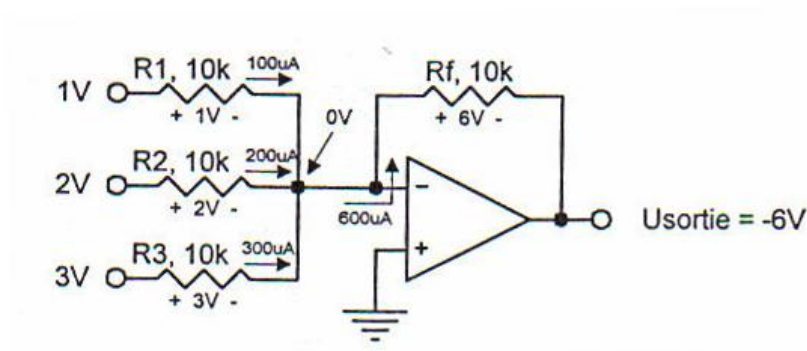 R1, 10k 100uA
1V
+ 1V -
Rf, 10k
+ 6V -
0V
R2, 10k 200uA
2V
+ 2V -
600uA
-
+
Usortie = -6V
R3, 10k 300uA
3V
+ 3V -